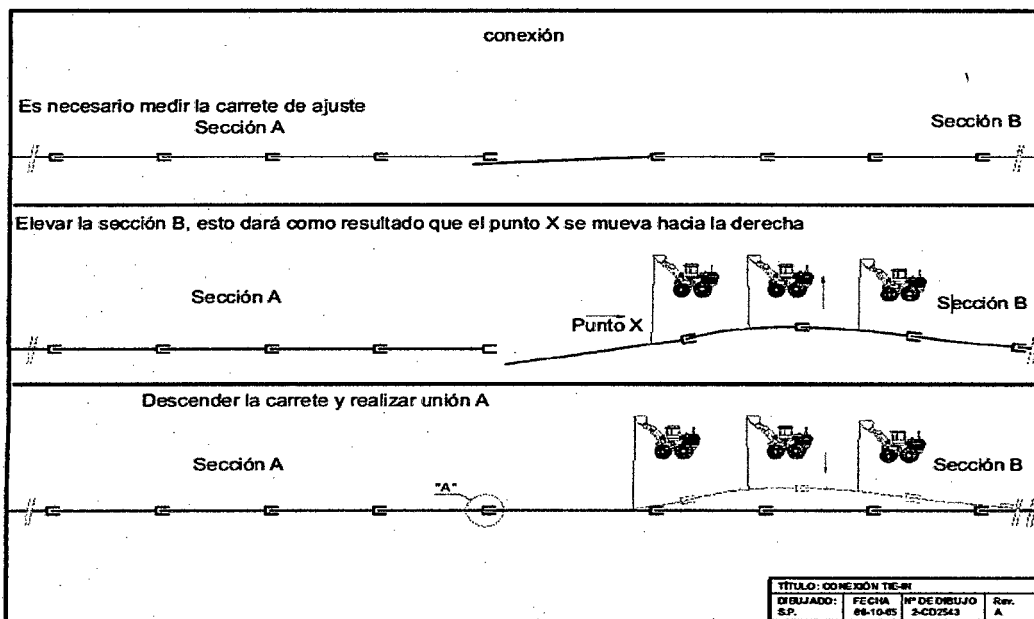 conexión
Es necesario medir la carrete de ajuste
Sección A
Sección B
Elevar la sección B, esto dará como resultado que el punto X se mueva hacia la derecha
Sección A
Punto X
Sección B
Descender la carrete y realizar unión A
Sección A
"A"
Sección B
TÍTULO: CONEXIÓN TIE-IN
DIBUJADO: FECHA Nº DE DIBUJO Rev.
S.P. 2-CD2543 A